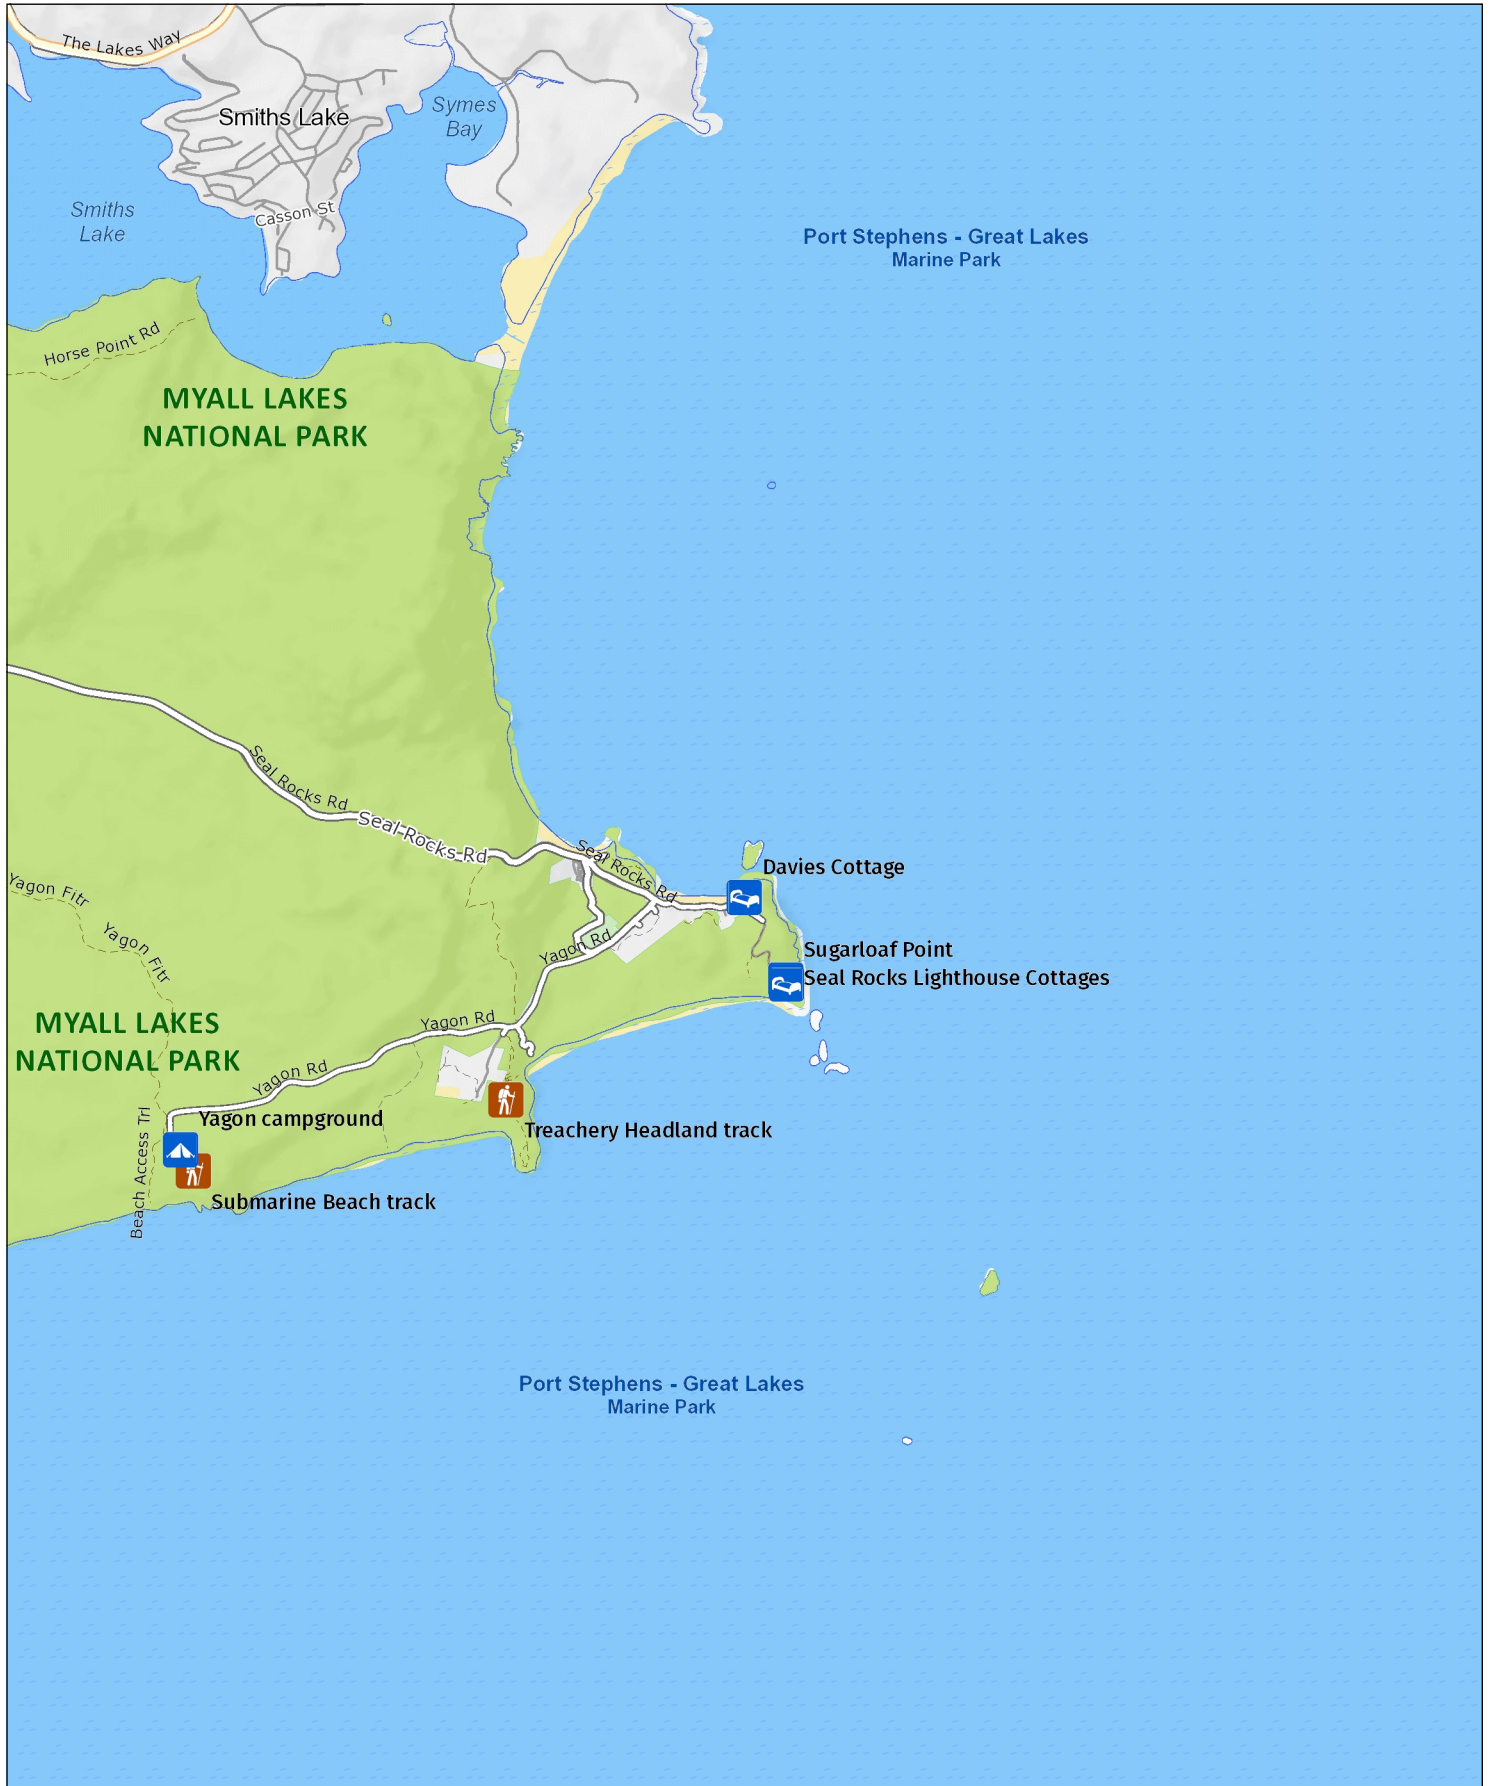 The Lakes Way
Smiths Lake
Symes
Bay
Smiths
Lake
Casson St
Port Stephens - Great Lakes
Marine Park
Horse Point Rd
MYALL LAKES
NATIONAL PARK
Seal Rocks Rd
Seal Rocks Rd
Seal Rocks Rd
Davies Cottage
Yagon Fitr
Yagon Fitr
Yagon Rd
Sugarloaf Point
Seal Rocks Lighthouse Cottages
MYALL LAKES
NATIONAL PARK
Yagon Rd
Yagon Rd
Yagon campground
Treachery Headland track
Beach Access Trl
Submarine Beach track
Port Stephens - Great Lakes
Marine Park